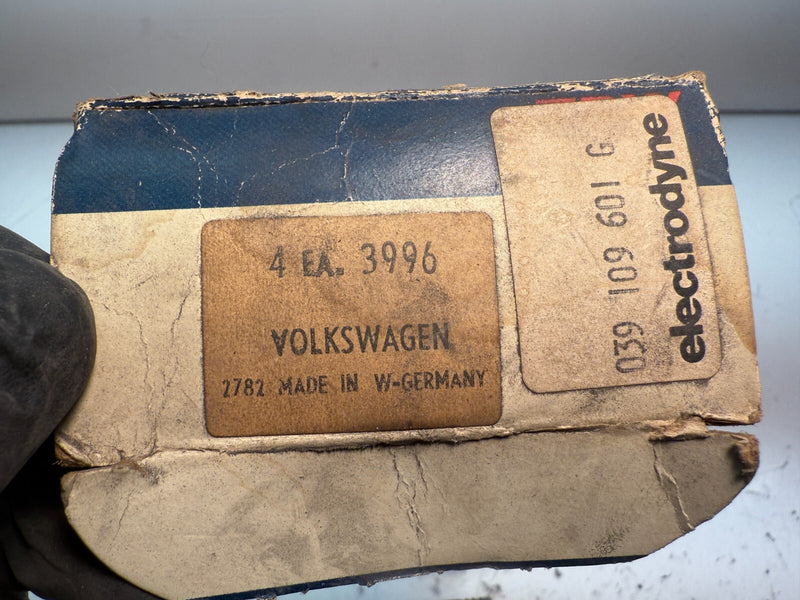 4 EA. 3996
VOLKSWAGEN
2782 MADE IN W-GERMANY
039 109 601 G
electrodyne